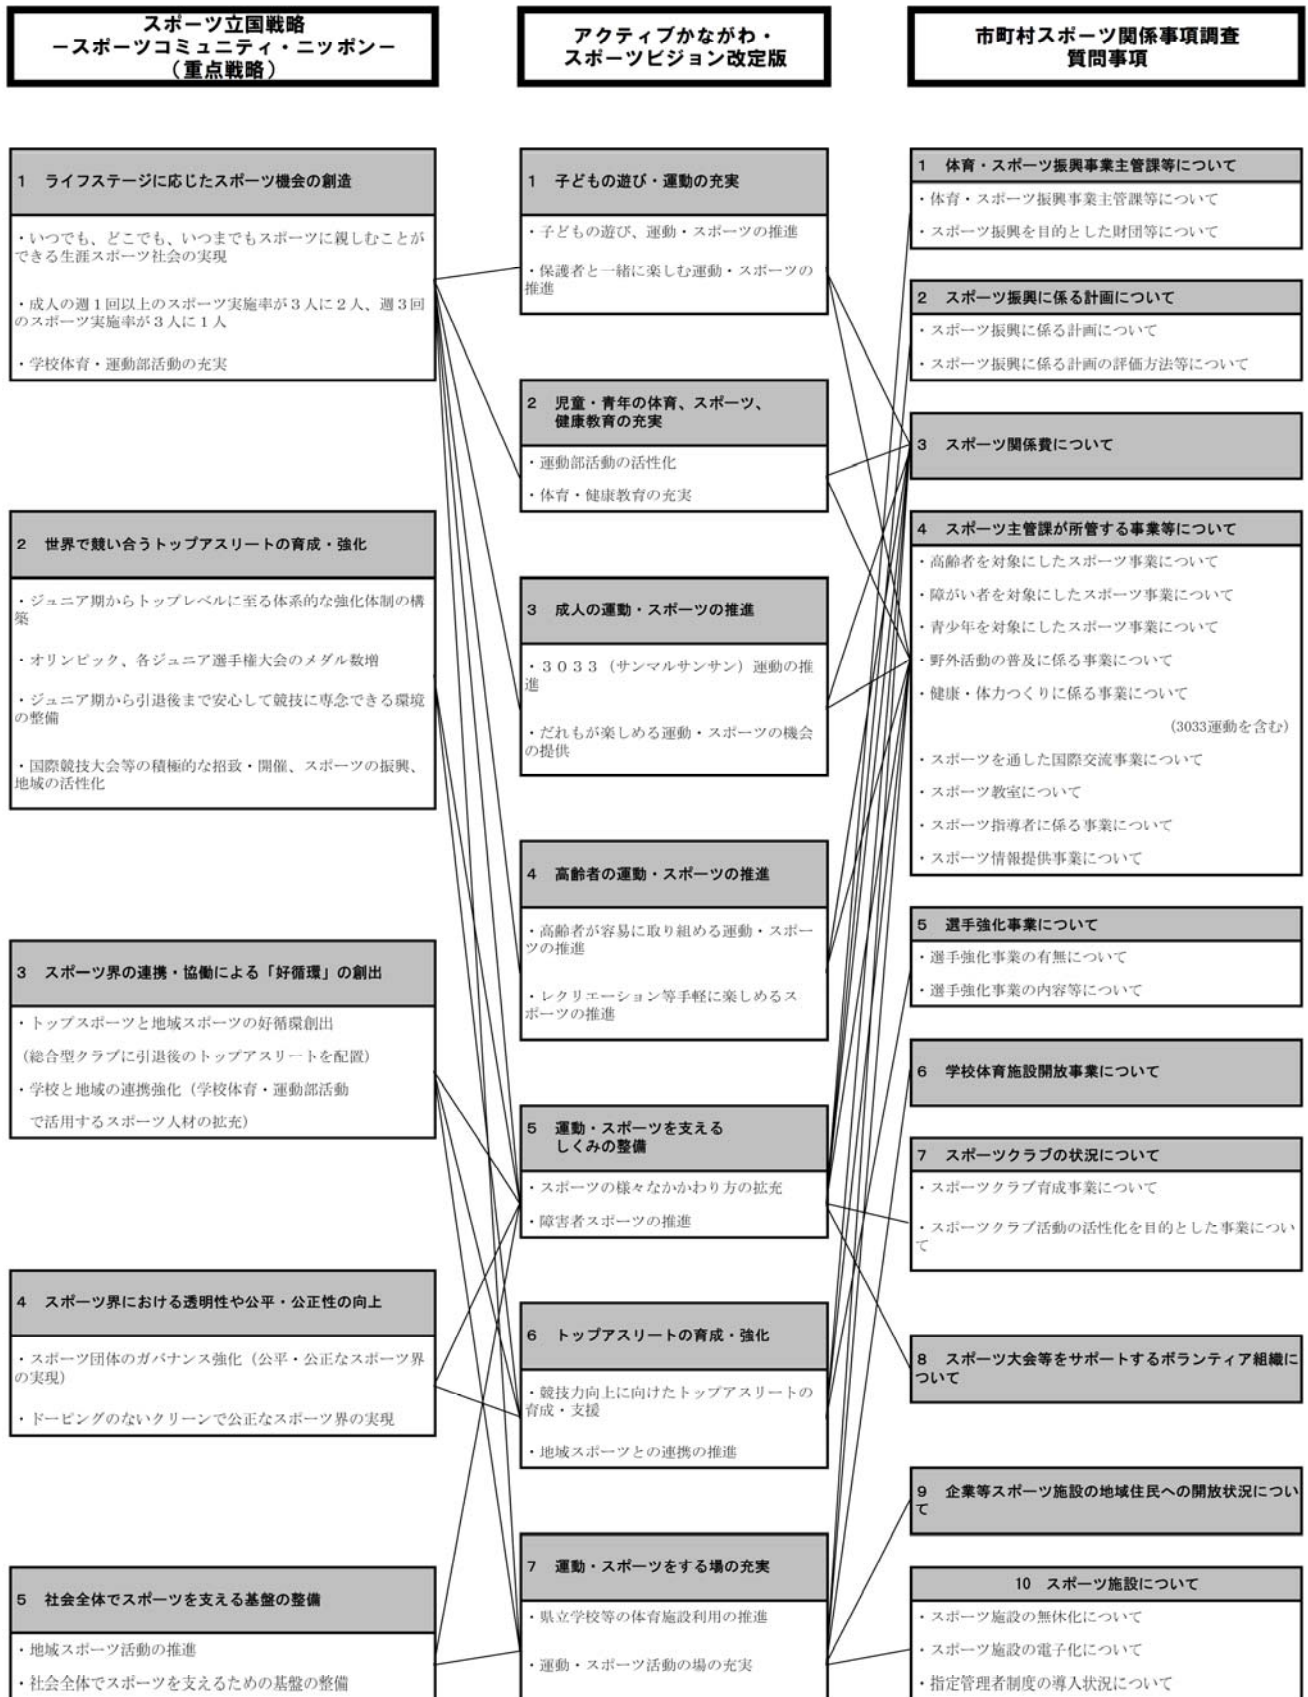 スポーツ立国戦略
－スポーツコミュニティ・ニッポン－
（重点戦略）
1　ライフステージに応じたスポーツ機会の創造
・いつでも、どこでも、いつまでもスポーツに親しむことが
できる生涯スポーツ社会の実現
・成人の週１回以上のスポーツ実施率が３人に２人、週３回
のスポーツ実施率が３人に１人
・学校体育・運動部活動の充実
2　世界で競い合うトップアスリートの育成・強化
・ジュニア期からトップレベルに至る体系的な強化体制の構
築
・オリンピック、各ジュニア選手権大会のメダル数増
・ジュニア期から引退後まで安心して競技に専念できる環境
の整備
・国際競技大会等の積極的な招致・開催、スポーツの振興、
地域の活性化
3　スポーツ界の連携・協働による「好循環」の創出
・トップスポーツと地域スポーツの好循環創出
（総合型クラブに引退後のトップアスリートを配置）
・学校と地域の連携強化（学校体育・運動部活動
で活用するスポーツ人材の拡充）
4　スポーツ界における透明性や公平・公正性の向上
・スポーツ団体のガバナンス強化（公平・公正なスポーツ界
の実現）
・ドーピングのないクリーンで公正なスポーツ界の実現
5　社会全体でスポーツを支える基盤の整備
・地域スポーツ活動の推進
・社会全体でスポーツを支えるための基盤の整備
アクティブかながわ・
スポーツビジョン改定版
1　子どもの遊び・運動の充実
・子どもの遊び、運動・スポーツの推進
・保護者と一緒に楽しむ運動・スポーツの
推進
2　児童・青年の体育、スポーツ、
健康教育の充実
・運動部活動の活性化
・体育・健康教育の充実
3　成人の運動・スポーツの推進
・３０３３（サンマルサンサン）運動の推
進
・だれもが楽しめる運動・スポーツの機会
の提供
4　高齢者の運動・スポーツの推進
・高齢者が容易に取り組める運動・スポー
ツの推進
・レクリエーション等手軽に楽しめるス
ポーツの推進
5　運動・スポーツを支える
しくみの整備
・スポーツの様々なかかわり方の拡充
・障害者スポーツの推進
6　トップアスリートの育成・強化
・競技力向上に向けたトップアスリートの
育成・支援
・地域スポーツとの連携の推進
7　運動・スポーツをする場の充実
・県立学校等の体育施設利用の推進
・運動・スポーツ活動の場の充実
市町村スポーツ関係事項調査
質問事項
1　体育・スポーツ振興事業主管課等について
・体育・スポーツ振興事業主管課等について
・スポーツ振興を目的とした財団等について
2　スポーツ振興に係る計画について
・スポーツ振興に係る計画について
・スポーツ振興に係る計画の評価方法等について
3　スポーツ関係費について
4　スポーツ主管課が所管する事業等について
・高齢者を対象にしたスポーツ事業について
・障がい者を対象にしたスポーツ事業について
・青少年を対象にしたスポーツ事業について
・野外活動の普及に係る事業について
・健康・体力つくりに係る事業について
(3033運動を含む)
・スポーツを通した国際交流事業について
・スポーツ教室について
・スポーツ指導者に係る事業について
・スポーツ情報提供事業について
5　選手強化事業について
・選手強化事業の有無について
・選手強化事業の内容等について
6　学校体育施設開放事業について
7　スポーツクラブの状況について
・スポーツクラブ育成事業について
・スポーツクラブ活動の活性化を目的とした事業につい
て
8　スポーツ大会等をサポートするボランティア組織に
ついて
9　企業等スポーツ施設の地域住民への開放状況につい
て
10　スポーツ施設について
・スポーツ施設の無休化について
・スポーツ施設の電子化について
・指定管理者制度の導入状況について